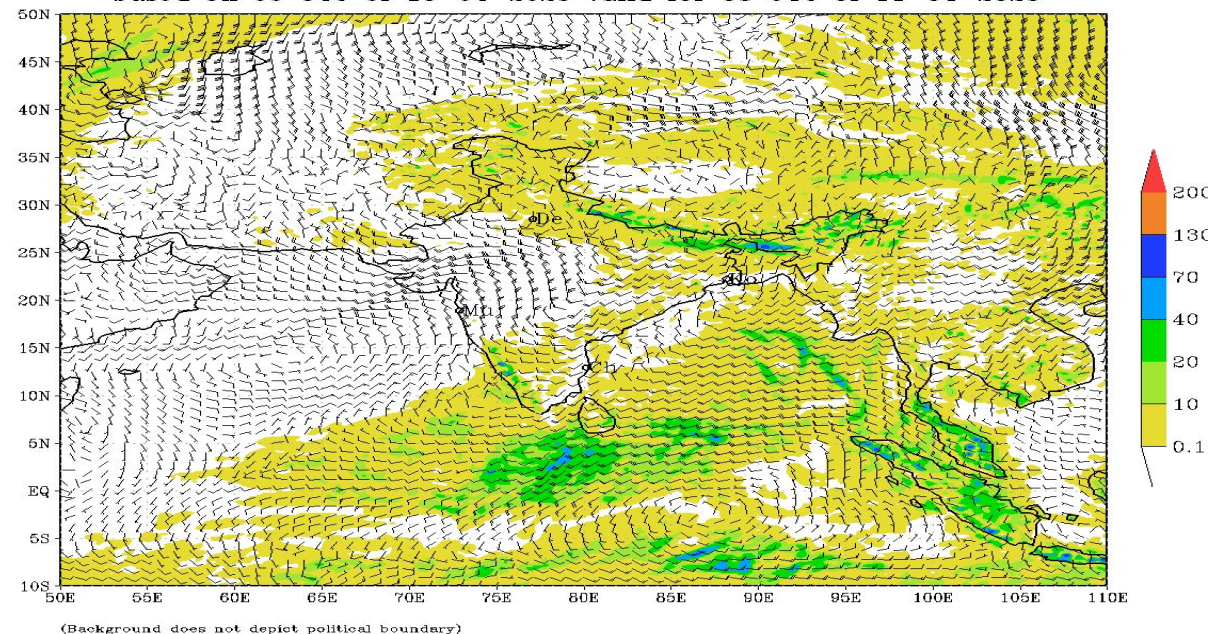 50N
45N
40N
35N
30N
25N
20N
15N
10N
5N
EQ
5S
10S
50E 55E 60E 65E 70E 75E 80E 85E 90E 95E 100E 105E 110E
De
Mu
Ch
200
130
70
40
20
10
0.1
(Background does not depict political boundary)